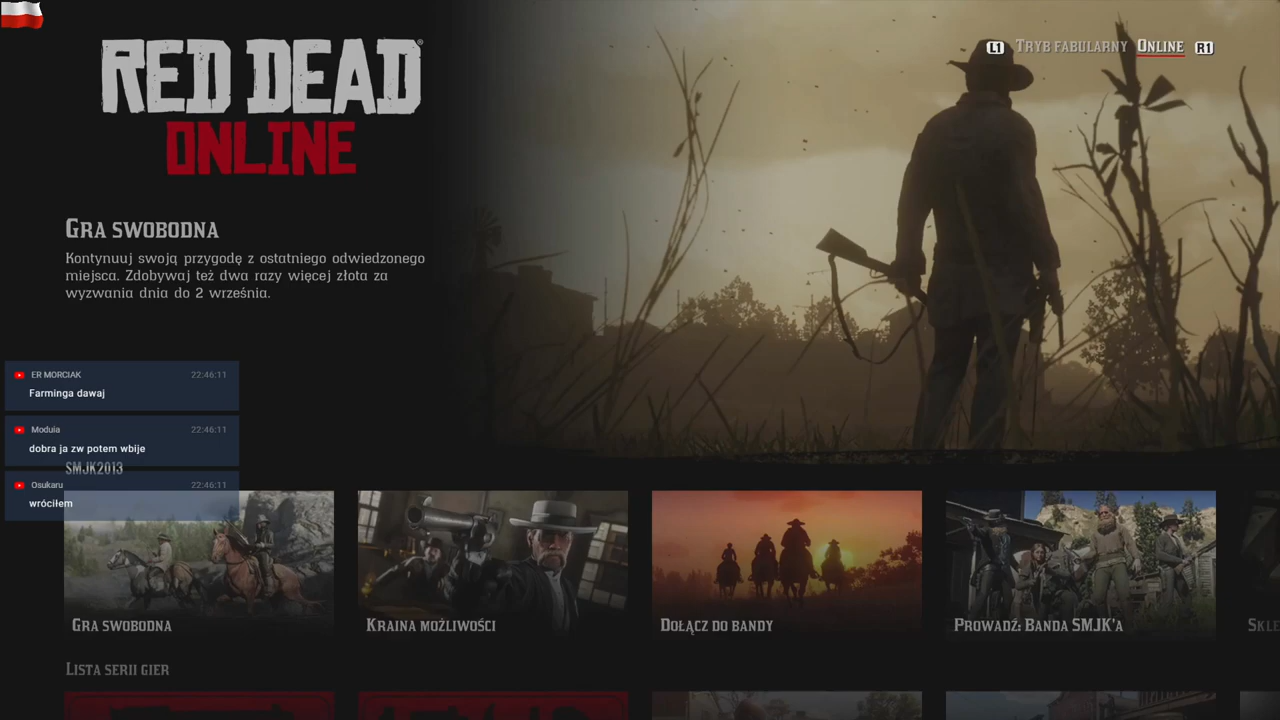 RED DEAD
ONLINE
L1 TRYB FABULARNY ONLINE R1
GRA SWOBODNA
Kontynuuj swoją przygodę z ostatniego odwiedzonego
miejsca. Zdobywaj też dwa razy więcej złota za
wyzwania dnia do 2 września.
ER MORCIAK 22:46:11
Farminga dawaj
Moduia 22:46:11
dobra ja zw potem wbije
SMJK2013
Osukaru 22:46:11
wróciłem
GRA SWOBODNA
KRAINA MOŻLIWOŚCI
DOŁĄCZ DO BANDY
PROWADŹ: BANDA SMJK'A
SKLE
LISTA SERII GIER